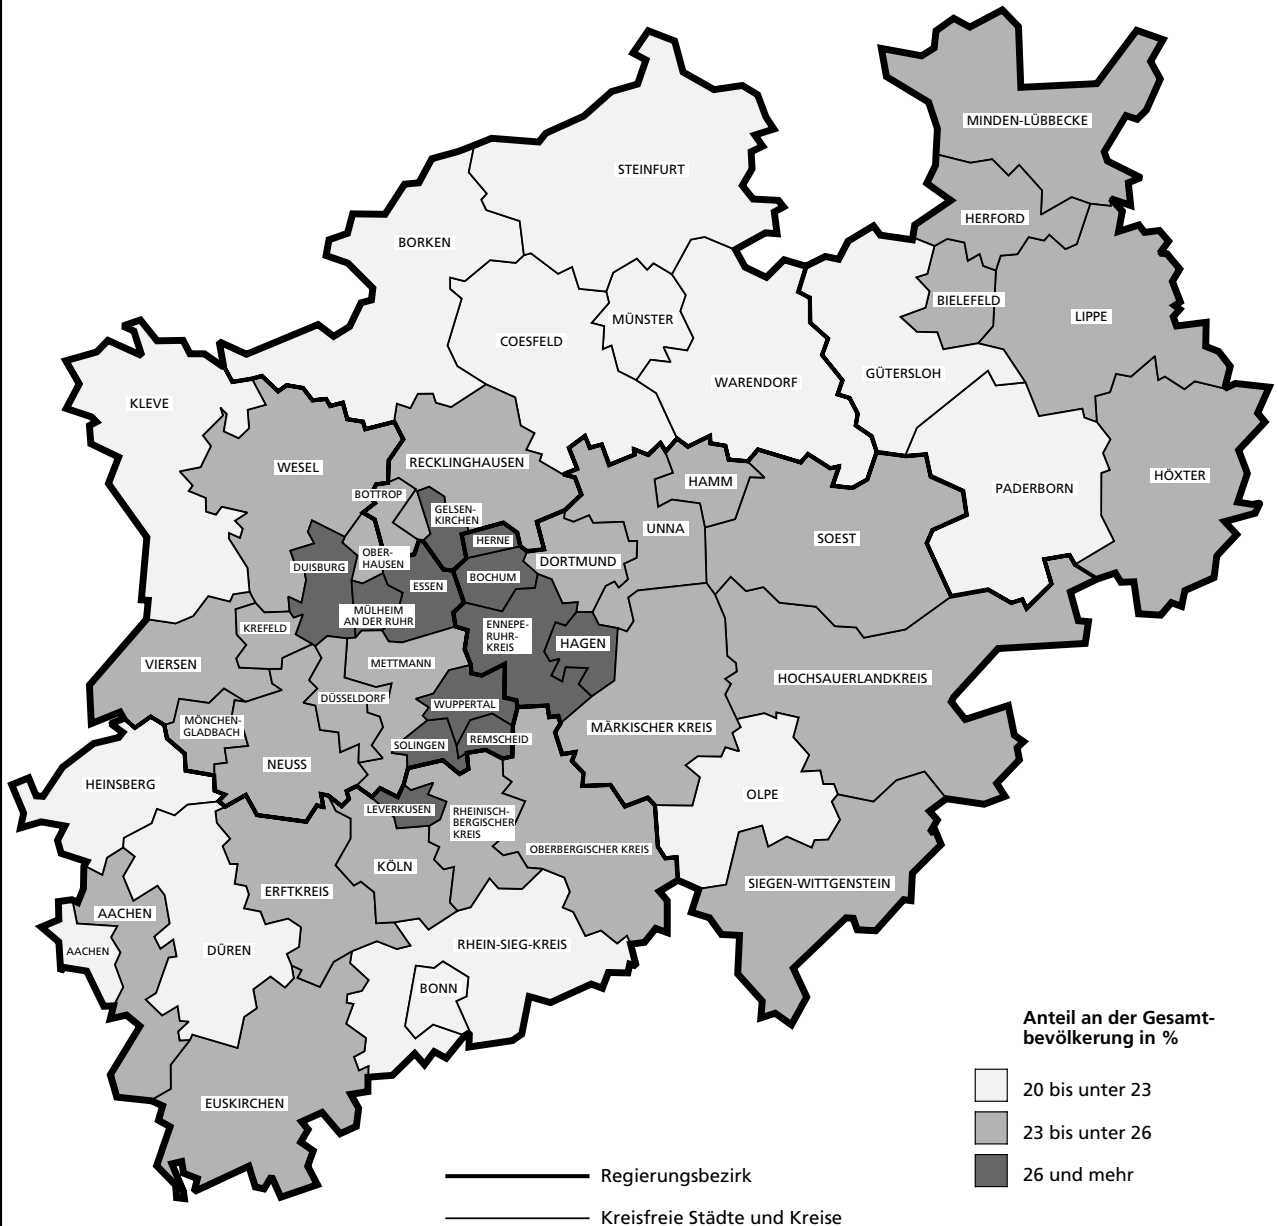 MINDEN-LÜBBECKE
STEINFURT
HERFORD
BORKEN
BIELEFELD
LIPPE
MÜNSTER
COESFELD
GÜTERSLOH
WARENDORF
KLEVE
RECKLINGHAUSEN
WESEL
HÖXTER
HAMM
PADERBORN
BOTTROP
GELSEN-
KIRCHEN
UNNA
SOEST
HERNE
OBER-
HAUSEN
DORTMUND
DUISBURG
BOCHUM
ESSEN
MÜLHEIM
AN DER RUHR
KREFELD
ENNEPE-
RUHR-
KREIS
HAGEN
VIERSEN
METTMANN
HOCHSAUERLANDKREIS
DÜSSELDORF
WUPPERTAL
MÖNCHEN-
GLADBACH
MÄRKISCHER KREIS
SOLINGEN
REMSCHEID
NEUSS
HEINSBERG
OLPE
LEVERKUSEN
RHEINISCH-
BERGISCHER
KREIS
OBERBERGISCHER KREIS
KÖLN
SIEGEN-WITTGENSTEIN
ERFTKREIS
AACHEN
RHEIN-SIEG-KREIS
AACHEN
DÜREN
BONN
EUSKIRCHEN
Anteil an der Gesamt-
bevölkerung in %
20 bis unter 23
23 bis unter 26
26 und mehr
Regierungsbezirk
Kreisfreie Städte und Kreise